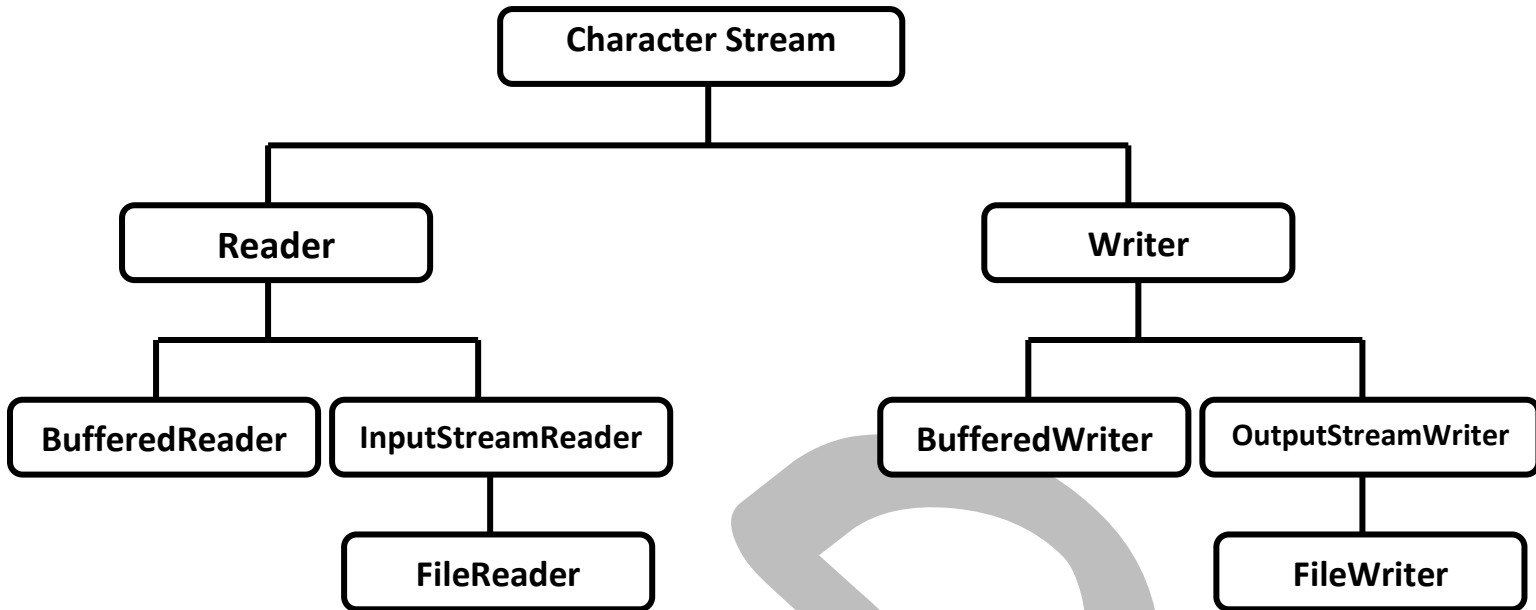 Character Stream
Reader
Writer
BufferedReader
InputStreamReader
BufferedWriter
OutputStreamWriter
FileReader
FileWriter